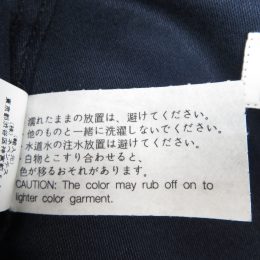 濡れたままの放置は、避けてください。
他のものと一緒に洗濯しないでください。
水道水の注水放置は、避けてください。
白物とこすり合わすると、
色が移るおそれがあります。
CAUTION: The color may rub off on to
lighter color garment.